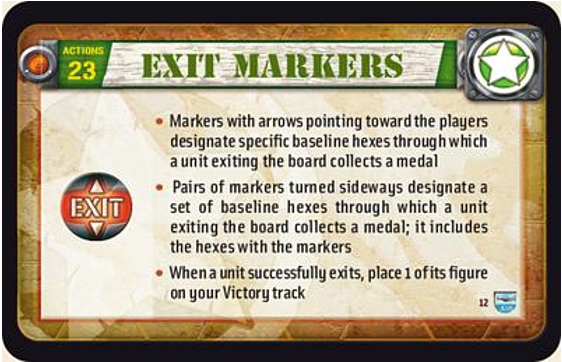 ACTIONS
23
EXIT MARKERS
• Markers with arrows pointing toward the players
designate specific baseline hexes through which
a unit exiting the board collects a medal
EXIT
• Pairs of markers turned sideways designate a
set of baseline hexes through which a unit
exiting the board collects a medal; it includes
the hexes with the markers
• When a unit successfully exits, place 1 of its figure
on your Victory track
12